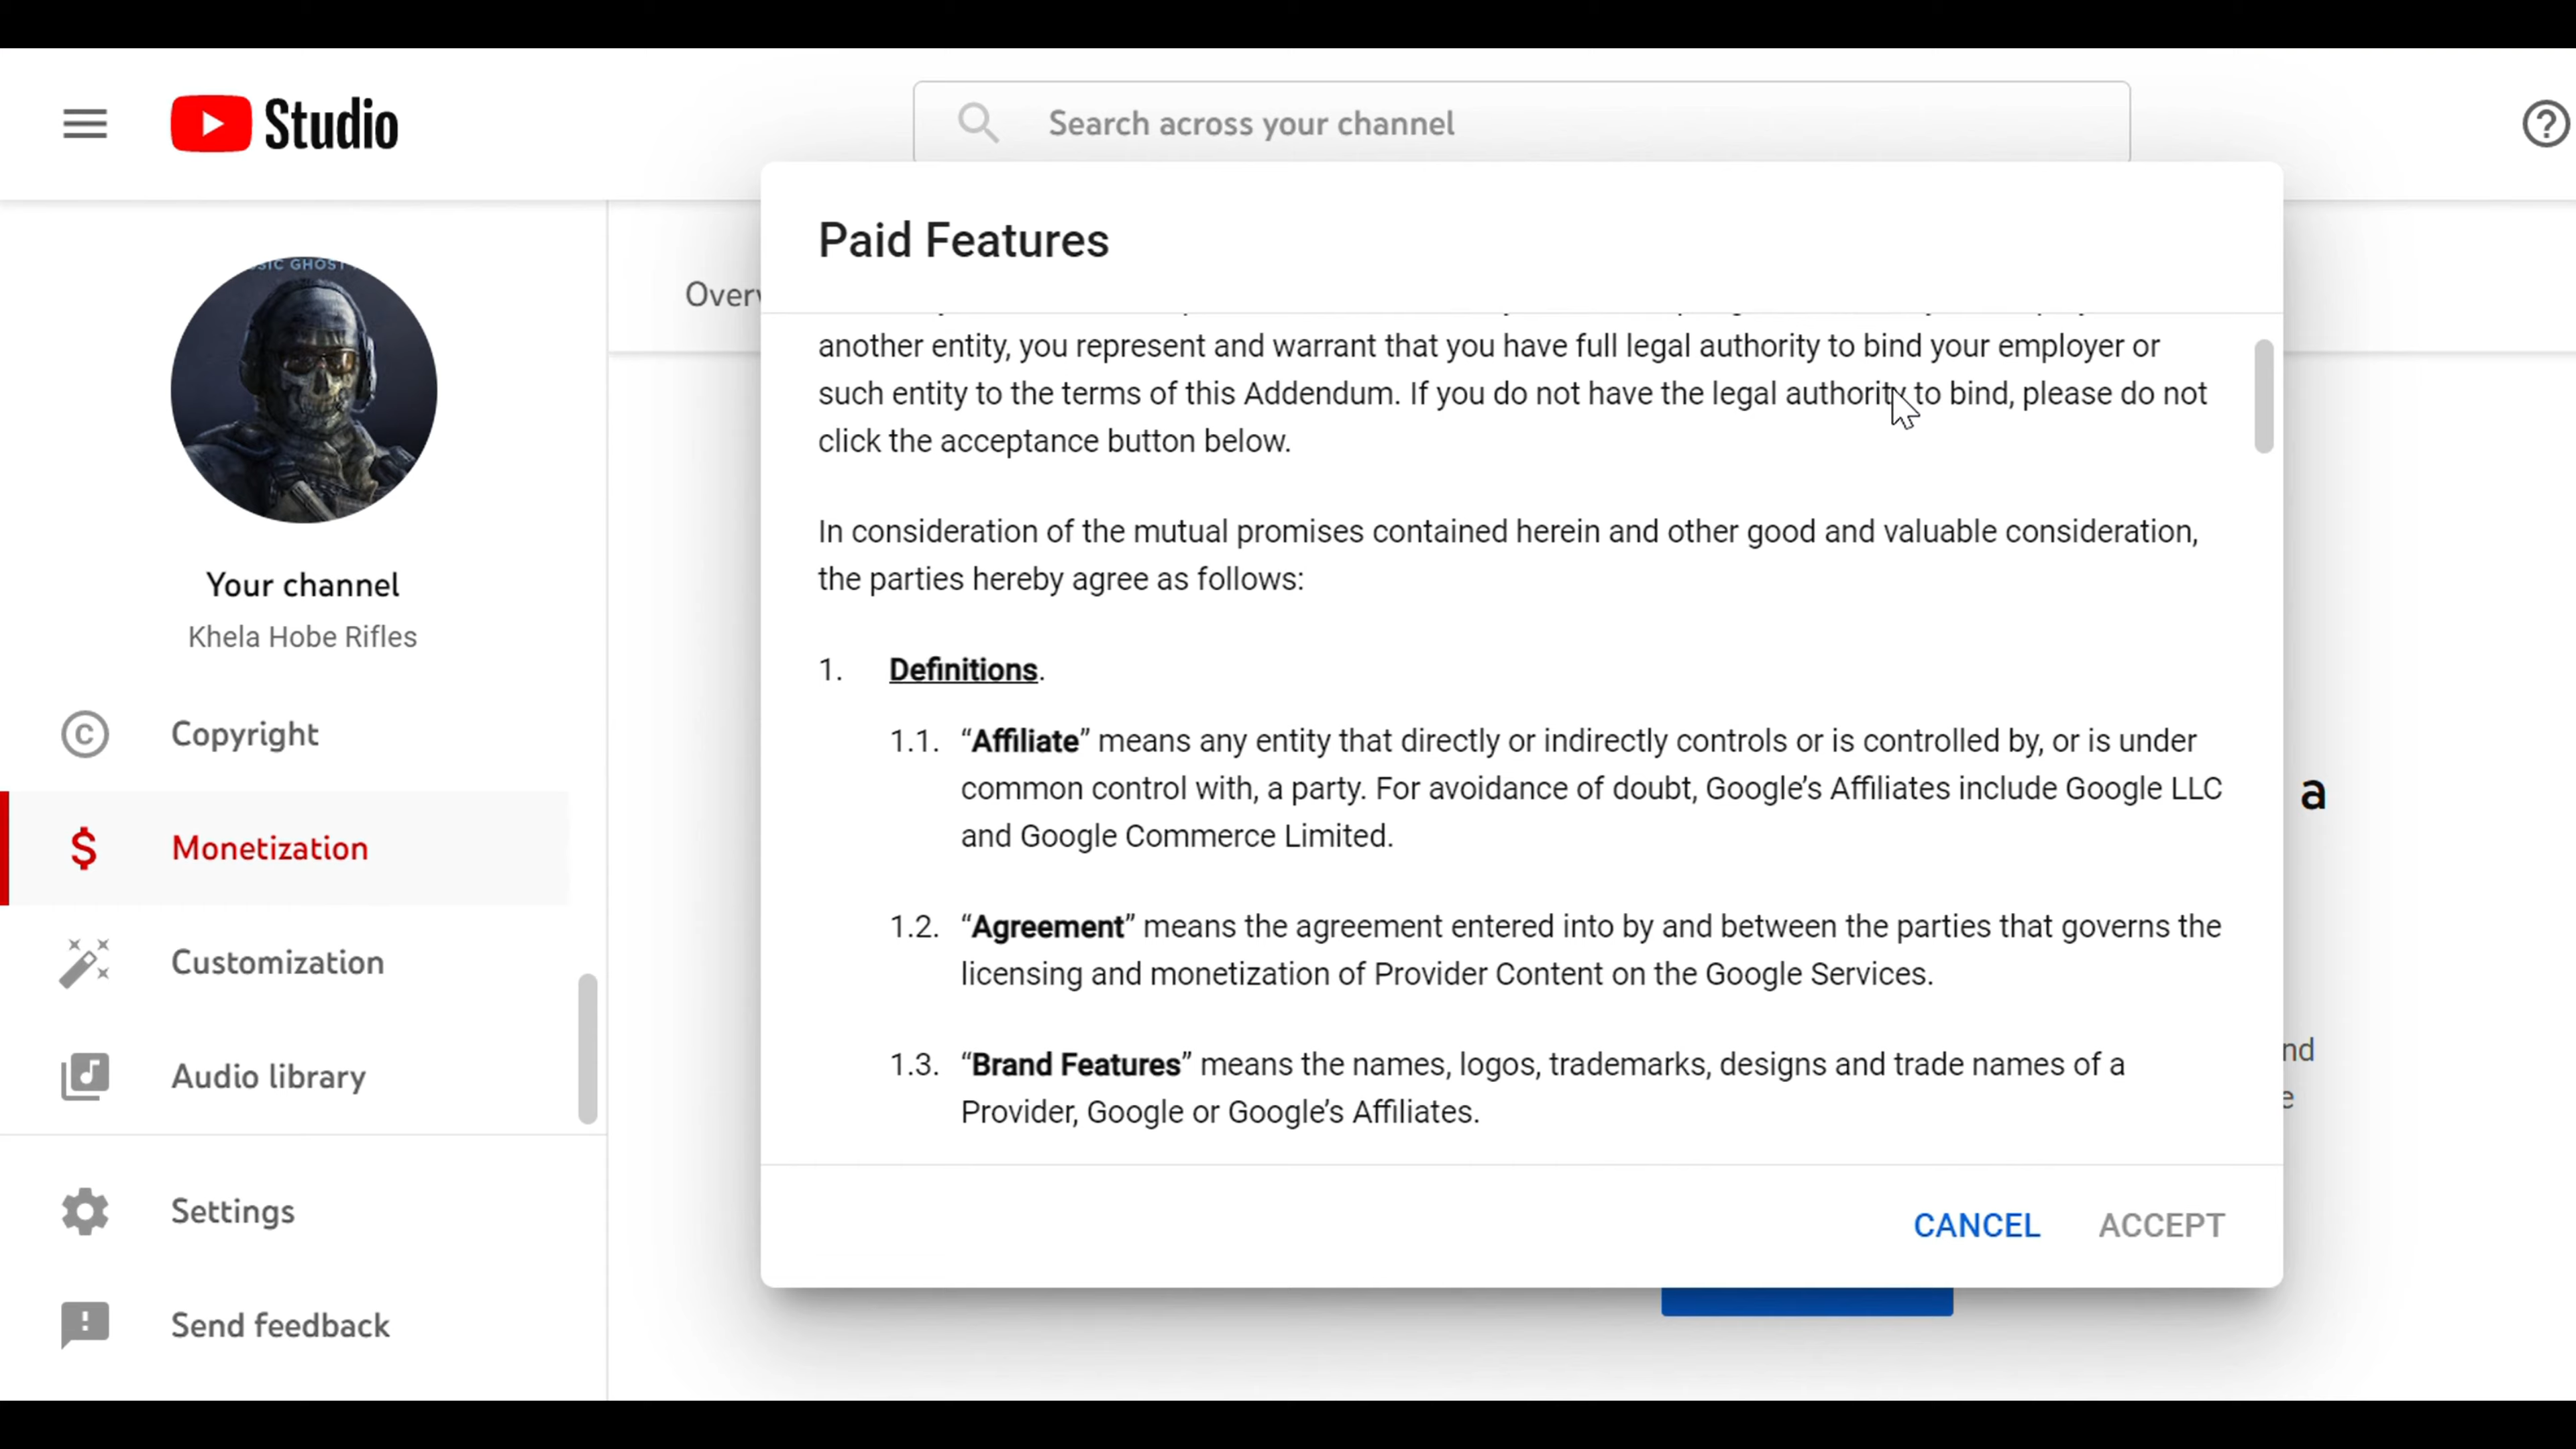 Studio
Search across your channel
SIC GHOST
Your channel
Khela Hobe Rifles
Copyright
Monetization
Customization
Audio library
Settings
Send feedback
Paid Features
another entity, you represent and warrant that you have full legal authority to bind your employer or
such entity to the terms of this Addendum. If you do not have the legal authority to bind, please do not
click the acceptance button below.
In consideration of the mutual promises contained herein and other good and valuable consideration,
the parties hereby agree as follows:
1. Definitions.
1.1. “Affiliate” means any entity that directly or indirectly controls or is controlled by, or is under
common control with, a party. For avoidance of doubt, Google’s Affiliates include Google LLC
and Google Commerce Limited.
1.2. “Agreement” means the agreement entered into by and between the parties that governs the
licensing and monetization of Provider Content on the Google Services.
1.3. “Brand Features” means the names, logos, trademarks, designs and trade names of a
Provider, Google or Google’s Affiliates.
CANCEL ACCEPT
a
nd
e